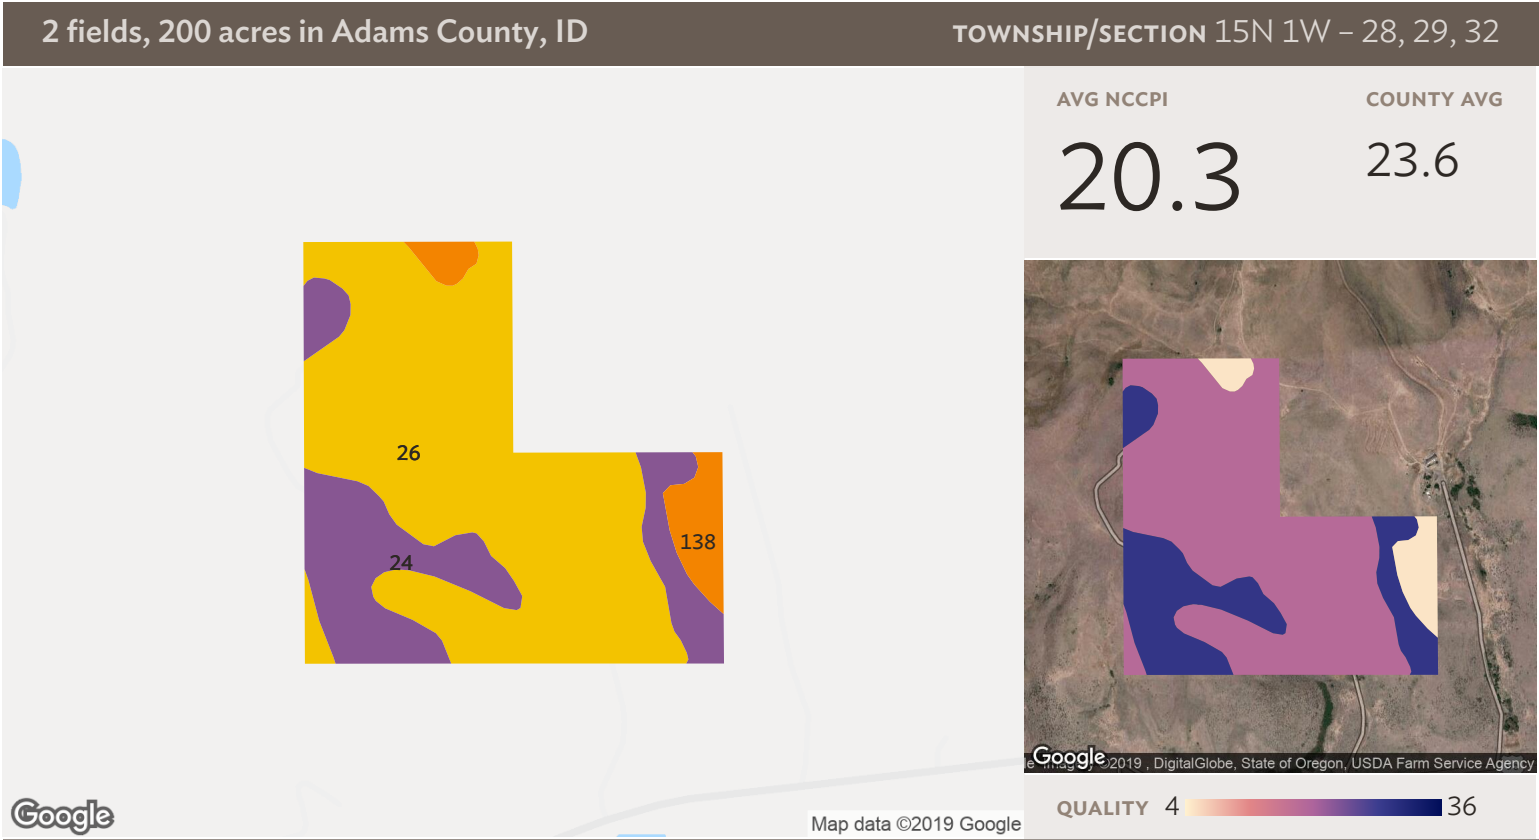 2 fields, 200 acres in Adams County, ID
TOWNSHIP/SECTION 15N 1W – 28, 29, 32
AVG NCCPI
20.3
COUNTY AVG
23.6
26
24
138
Google
Map data ©2019 Google
Google
©2019 , DigitalGlobe, State of Oregon, USDA Farm Service Agency
QUALITY 4 36